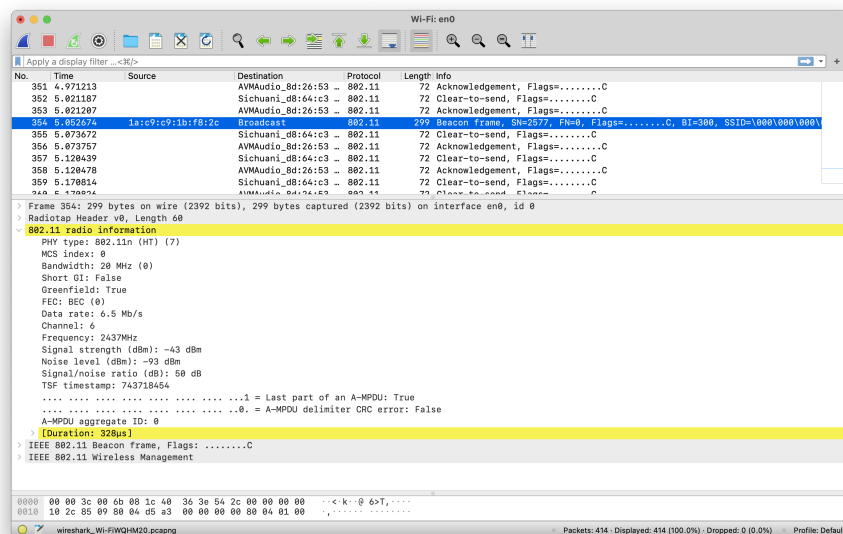 Wi-Fi: en0
Apply a display filter ... <⌘/>
+
No. Time Source Destination Protocol Length Info
351 4.971213 AVMAudio_8d:26:53 … 802.11 72 Acknowledgement, Flags=........C
352 5.021187 Sichuani_d8:64:c3 … 802.11 72 Clear-to-send, Flags=........C
353 5.021207 AVMAudio_8d:26:53 … 802.11 72 Acknowledgement, Flags=........C
354 5.052674 1a:c9:c9:1b:f8:2c Broadcast 802.11 299 Beacon frame, SN=2577, FN=0, Flags=........C, BI=300, SSID=\000\000\000\
355 5.073672 Sichuani_d8:64:c3 … 802.11 72 Clear-to-send, Flags=........C
356 5.073757 AVMAudio_8d:26:53 … 802.11 72 Acknowledgement, Flags=........C
357 5.120439 Sichuani_d8:64:c3 … 802.11 72 Clear-to-send, Flags=........C
358 5.120478 AVMAudio_8d:26:53 … 802.11 72 Acknowledgement, Flags=........C
359 5.170814 Sichuani_d8:64:c3 … 802.11 72 Clear-to-send, Flags=........C
Frame 354: 299 bytes on wire (2392 bits), 299 bytes captured (2392 bits) on interface en0, id 0
Radiotap Header v0, Length 60
802.11 radio information
PHY type: 802.11n (HT) (7)
MCS index: 0
Bandwidth: 20 MHz (0)
Short GI: False
Greenfield: True
FEC: BEC (0)
Data rate: 6.5 Mb/s
Channel: 6
Frequency: 2437MHz
Signal strength (dBm): -43 dBm
Noise level (dBm): -93 dBm
Signal/noise ratio (dB): 50 dB
TSF timestamp: 743718454
.... .... .... .... .... .... .... ...1 = Last part of an A-MPDU: True
.... .... .... .... .... .... .... ..0. = A-MPDU delimiter CRC error: False
A-MPDU aggregate ID: 0
[Duration: 328µs]
IEEE 802.11 Beacon frame, Flags: ........C
IEEE 802.11 Wireless Management
0000 00 00 3c 00 6b 08 1c 40 36 3e 54 2c 00 00 00 00 ··<·k··@ 6>T,····
0010 10 2c 85 09 80 04 d5 a3 00 00 00 00 80 04 01 00 ·,······ ········
wireshark_Wi-FiWQHM20.pcapng Packets: 414 · Displayed: 414 (100.0%) · Dropped: 0 (0.0%) Profile: Defaul